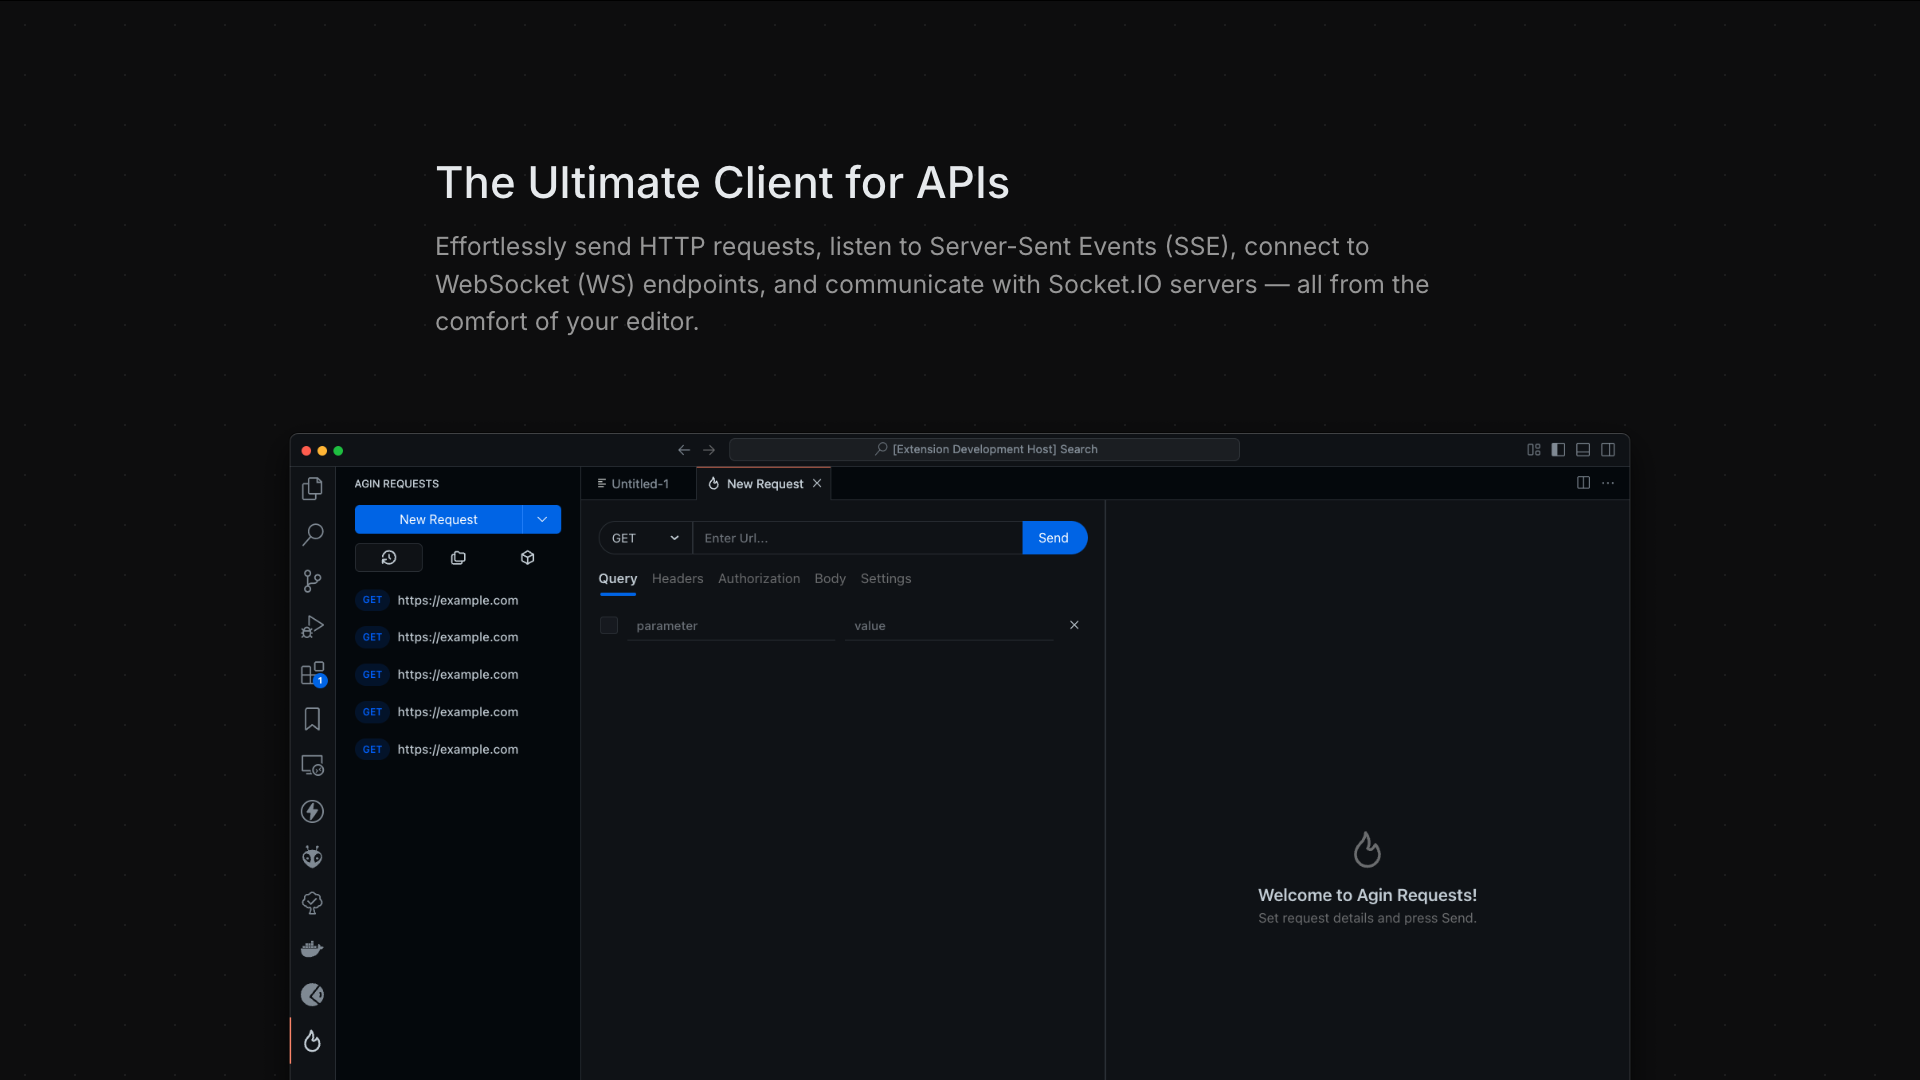 The Ultimate Client for APIs
Effortlessly send HTTP requests, listen to Server-Sent Events (SSE), connect to
WebSocket (WS) endpoints, and communicate with Socket.IO servers — all from the
comfort of your editor.
[Extension Development Host] Search
AGIN REQUESTS
New Request
GET https://example.com
GET https://example.com
GET https://example.com
GET https://example.com
GET https://example.com
1
Untitled-1
New Request
GET
Enter Url...
Send
Query Headers Authorization Body Settings
parameter value
Welcome to Agin Requests!
Set request details and press Send.